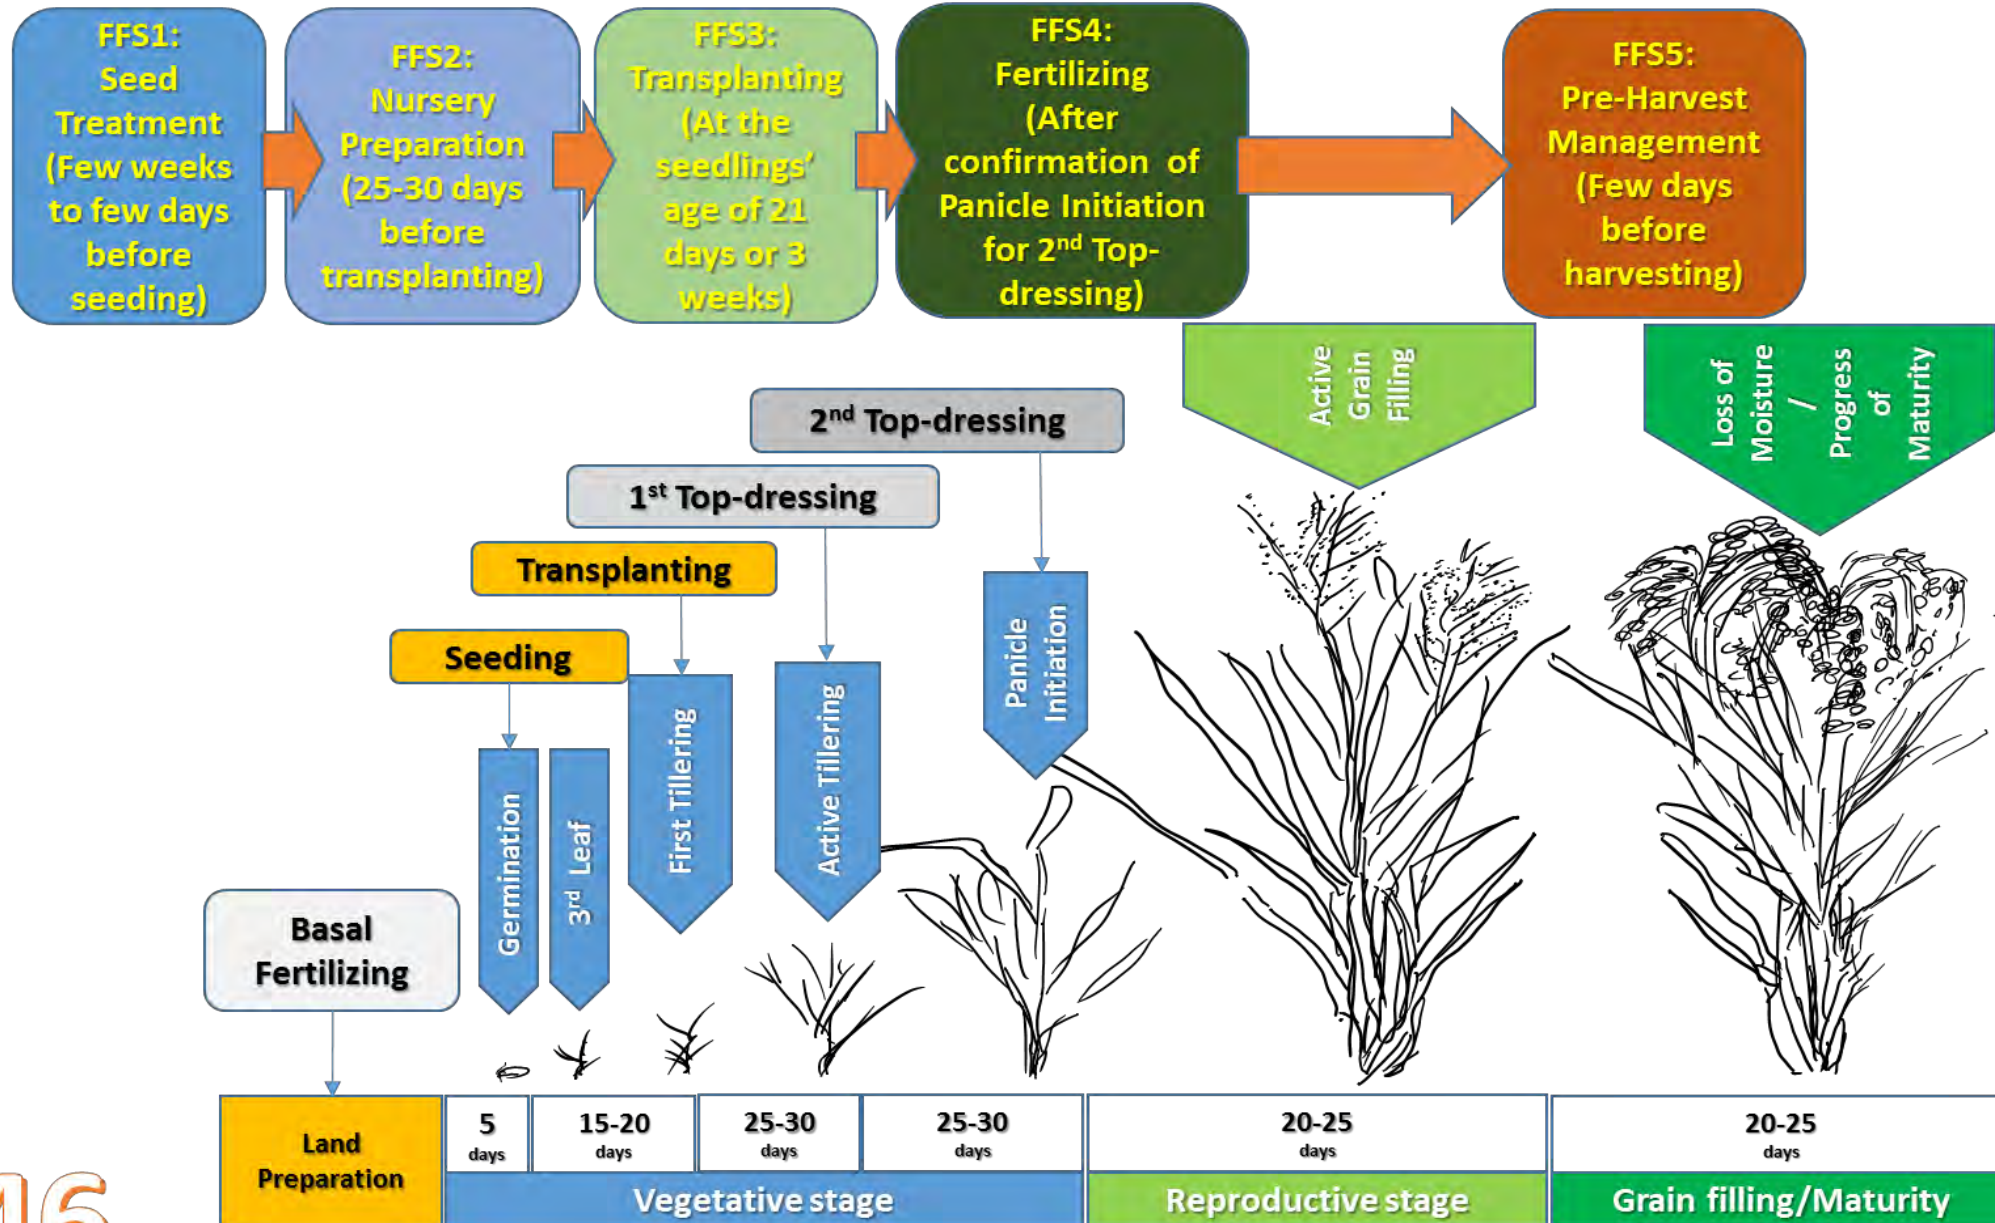 FFS1:
Seed
Treatment
(Few weeks
to few days
before
seeding)
FFS2:
Nursery
Preparation
(25-30 days
before
transplanting)
FFS3:
Transplanting
(At the
seedlings'
age of 21
days or 3
weeks)
FFS4:
Fertilizing
(After
confirmation of
Panicle Initiation
for 2nd Top-
dressing)
FFS5:
Pre-Harvest
Management
(Few days
before
harvesting)
Active
Grain
Filling
Loss of
Moisture
/
Progress
of
Maturity
2nd Top-dressing
1st Top-dressing
Transplanting
Seeding
Basal
Fertilizing
Germination
3rd Leaf
First Tillering
Active Tillering
Panicle
Initiation
Land
Preparation
5
days
15-20
days
25-30
days
25-30
days
20-25
days
20-25
days
Vegetative stage
Reproductive stage
Grain filling/Maturity